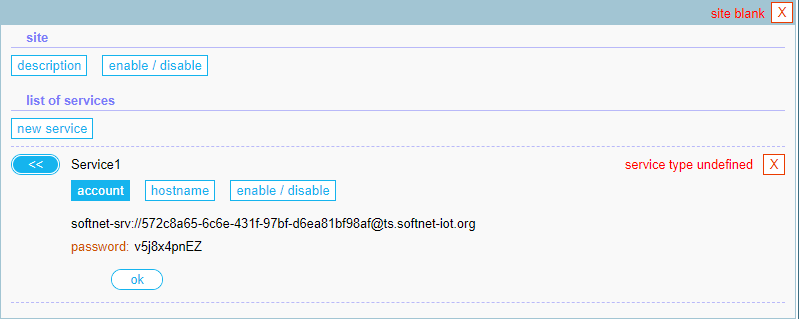 site blank X
site
description enable / disable
list of services
new service
<< Service1 service type undefined X
account hostname enable / disable
softnet-srv://572c8a65-6c6e-431f-97bf-d6ea81bf98af@ts.softnet-iot.org
password: v5j8x4pnEZ
ok